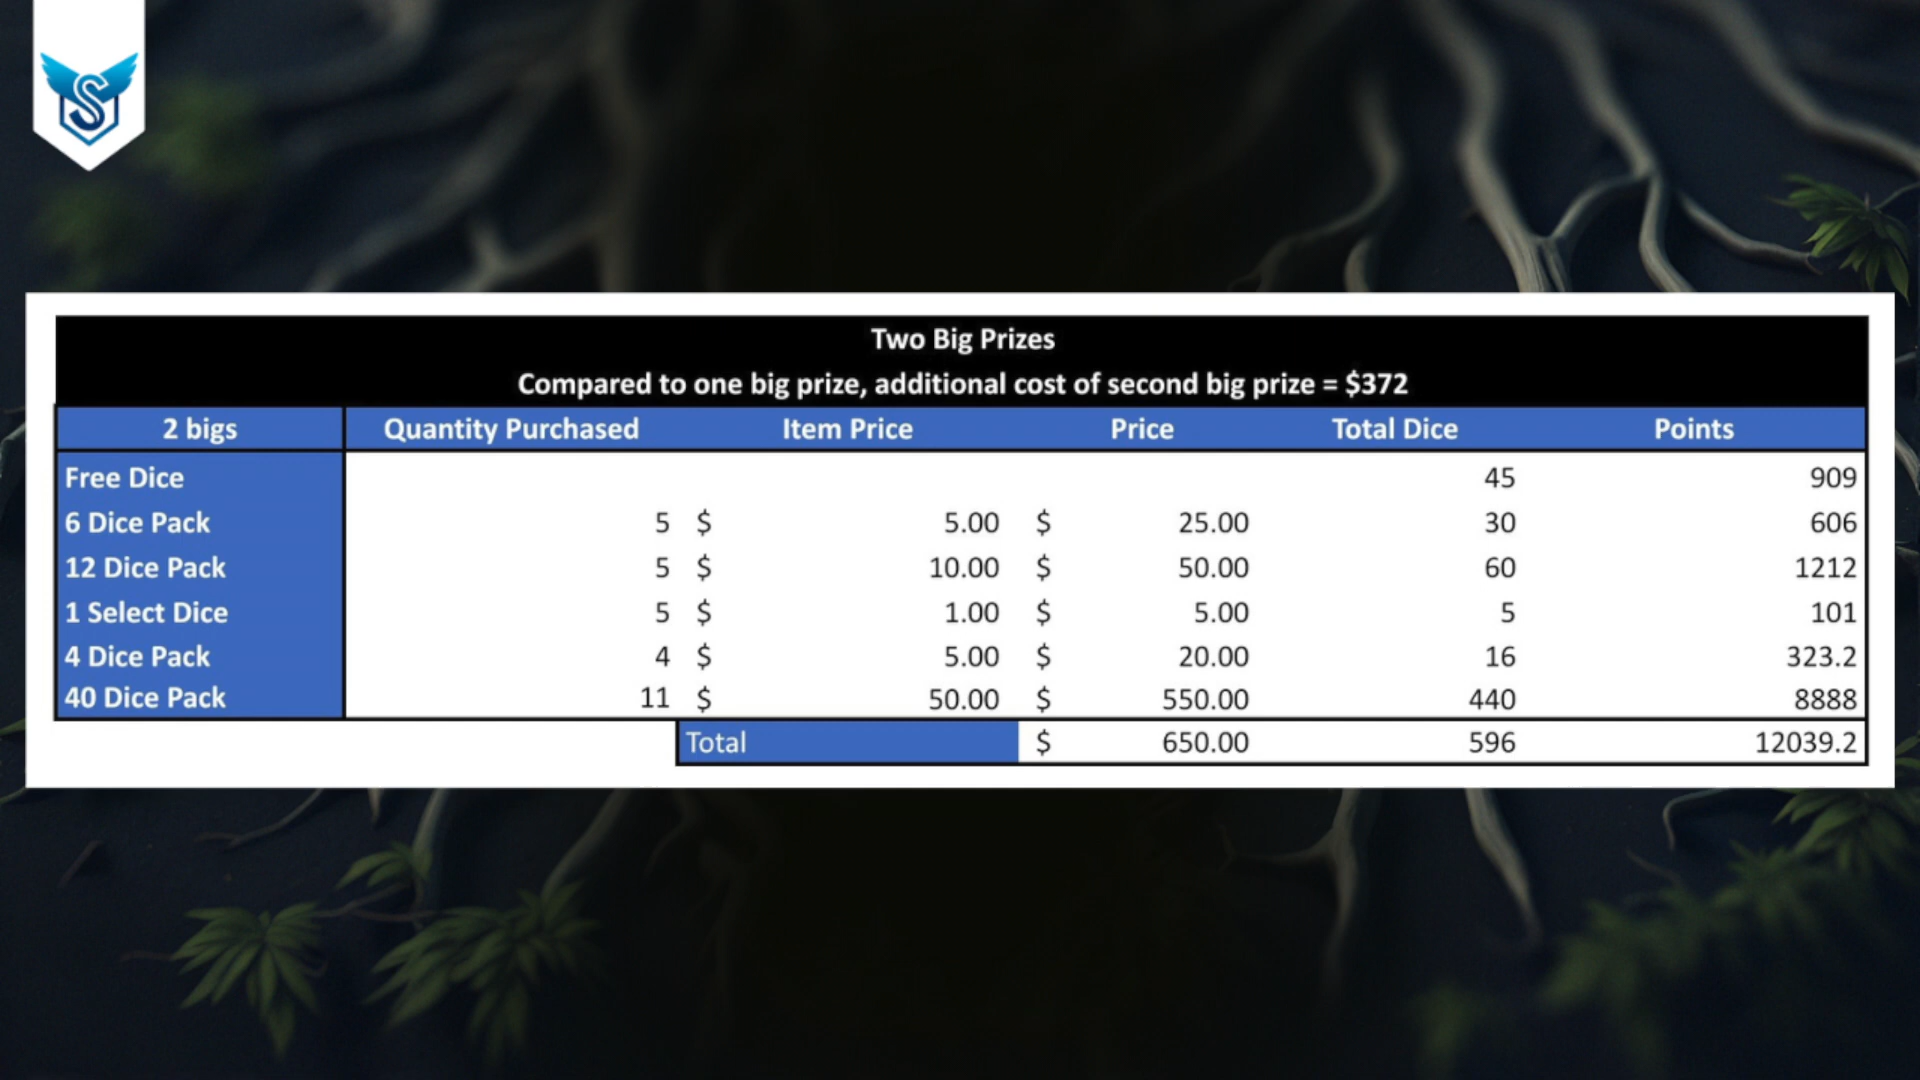 S
Two Big Prizes
Compared to one big prize, additional cost of second big prize = $372
2 bigs Quantity Purchased Item Price Price Total Dice Points
Free Dice 45 909
6 Dice Pack 5 $ 5.00 $ 25.00 30 606
12 Dice Pack 5 $ 10.00 $ 50.00 60 1212
1 Select Dice 5 $ 1.00 $ 5.00 5 101
4 Dice Pack 4 $ 5.00 $ 20.00 16 323.2
40 Dice Pack 11 $ 50.00 $ 550.00 440 8888
Total $ 650.00 596 12039.2